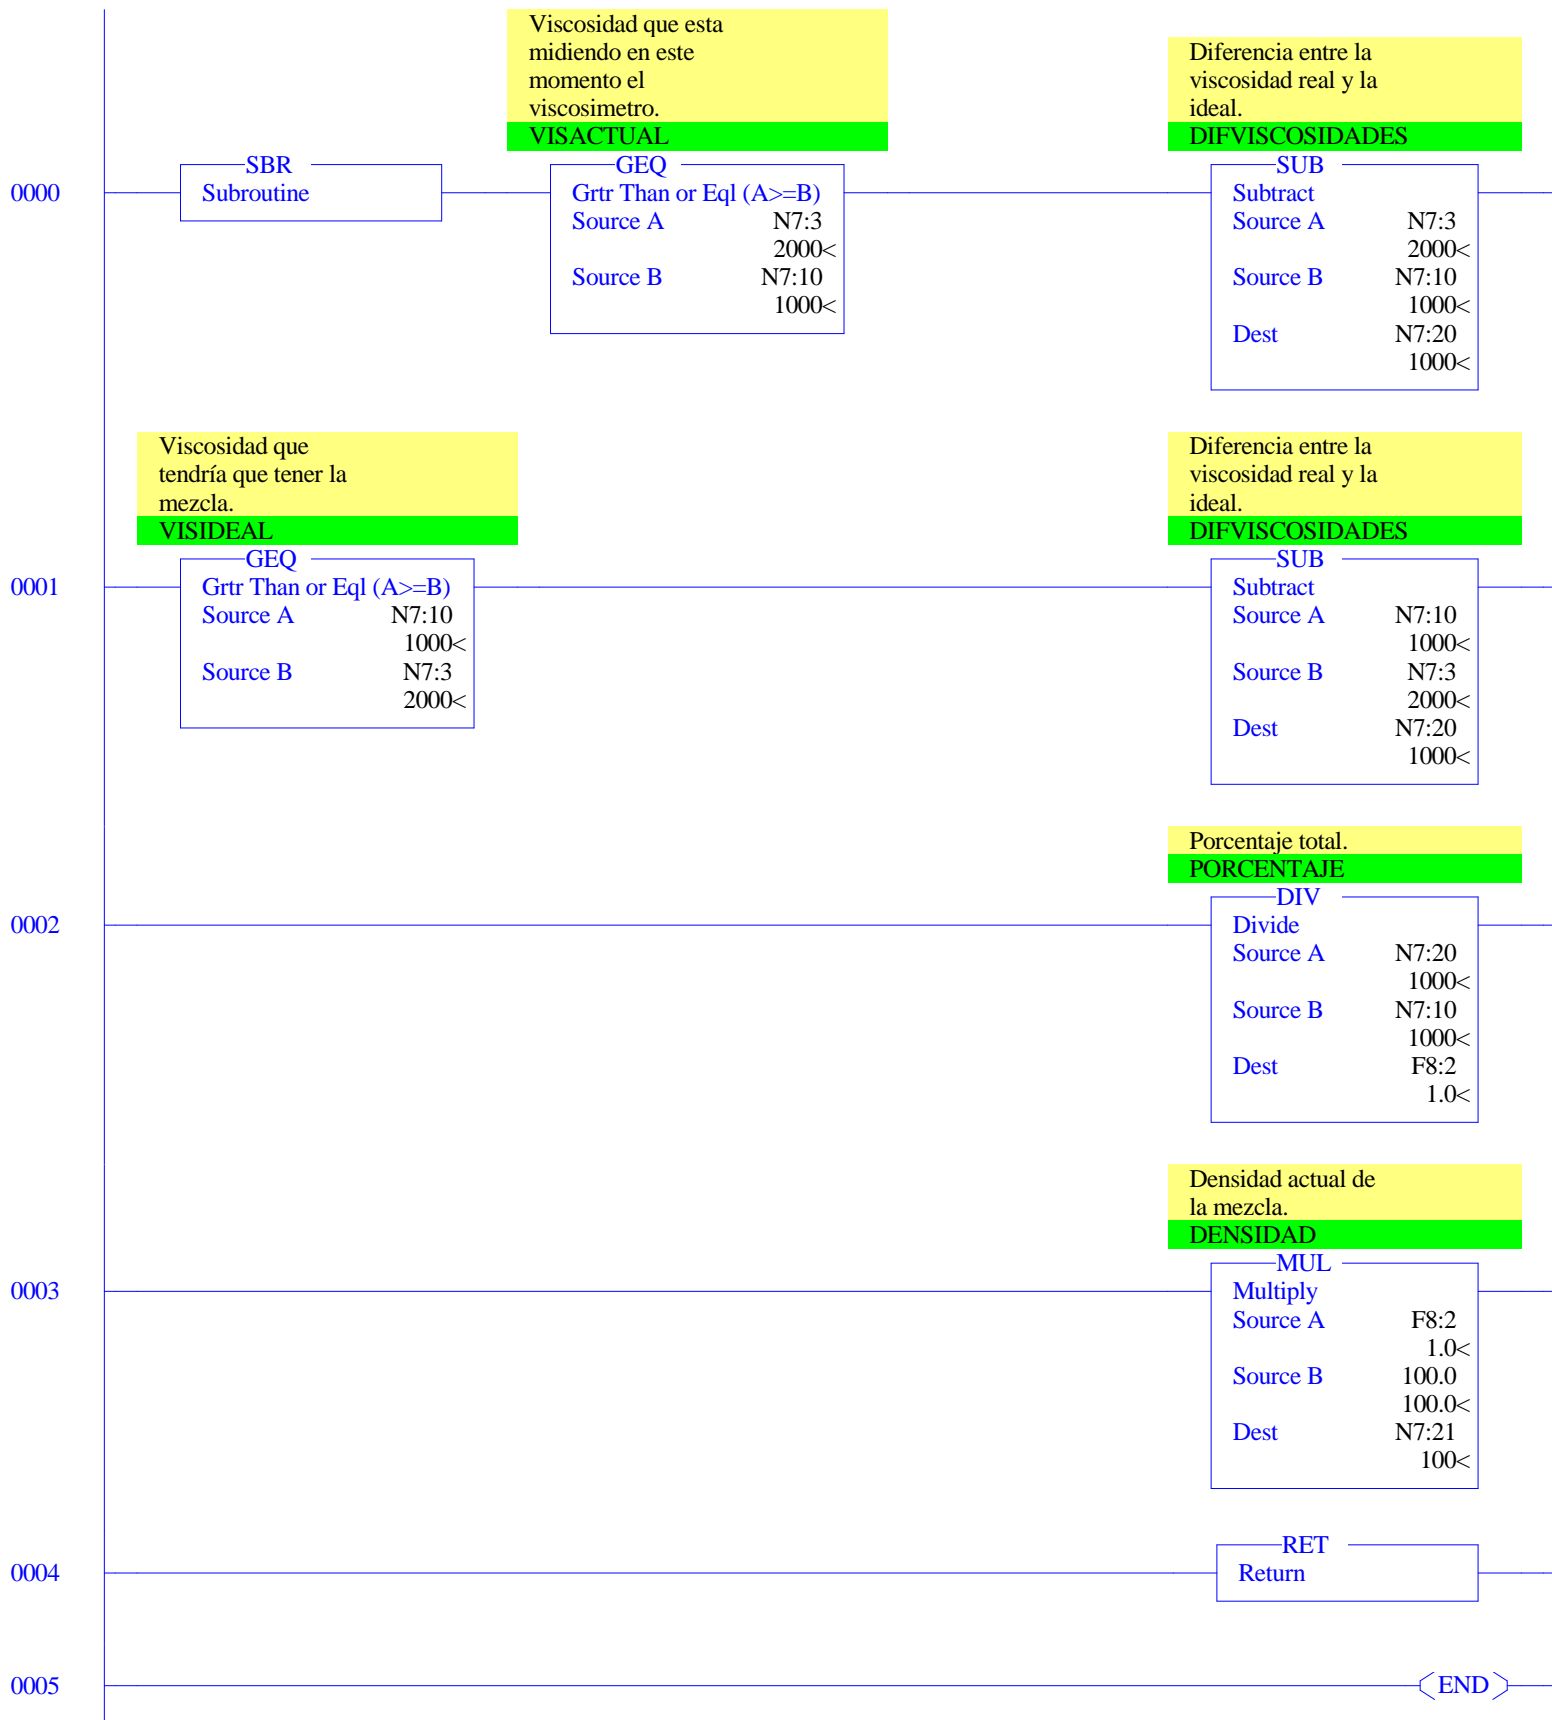 Viscosidad que esta
midiendo en este
momento el
viscosimetro.
VISACTUAL
Diferencia entre la
viscosidad real y la
ideal.
DIFVISCOSIDADES
0000
SBR
Subroutine
GEQ
Grtr Than or Eql (A>=B)
Source A N7:3
2000<
Source B N7:10
1000<
SUB
Subtract
Source A N7:3
2000<
Source B N7:10
1000<
Dest N7:20
1000<
Viscosidad que
tendría que tener la
mezcla.
VISIDEAL
Diferencia entre la
viscosidad real y la
ideal.
DIFVISCOSIDADES
0001
GEQ
Grtr Than or Eql (A>=B)
Source A N7:10
1000<
Source B N7:3
2000<
SUB
Subtract
Source A N7:10
1000<
Source B N7:3
2000<
Dest N7:20
1000<
Porcentaje total.
PORCENTAJE
0002
DIV
Divide
Source A N7:20
1000<
Source B N7:10
1000<
Dest F8:2
1.0<
Densidad actual de
la mezcla.
DENSIDAD
0003
MUL
Multiply
Source A F8:2
1.0<
Source B 100.0
100.0<
Dest N7:21
100<
0004
RET
Return
0005
END